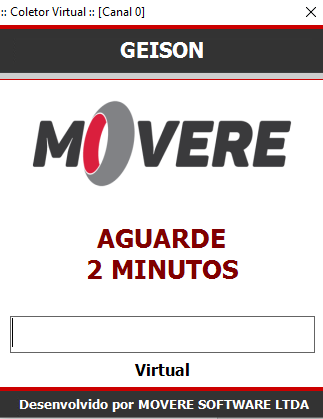 :: Coletor Virtual :: [Canal 0]
GEISON
MOVERE
AGUARDE
2 MINUTOS
Virtual
Desenvolvido por MOVERE SOFTWARE LTDA